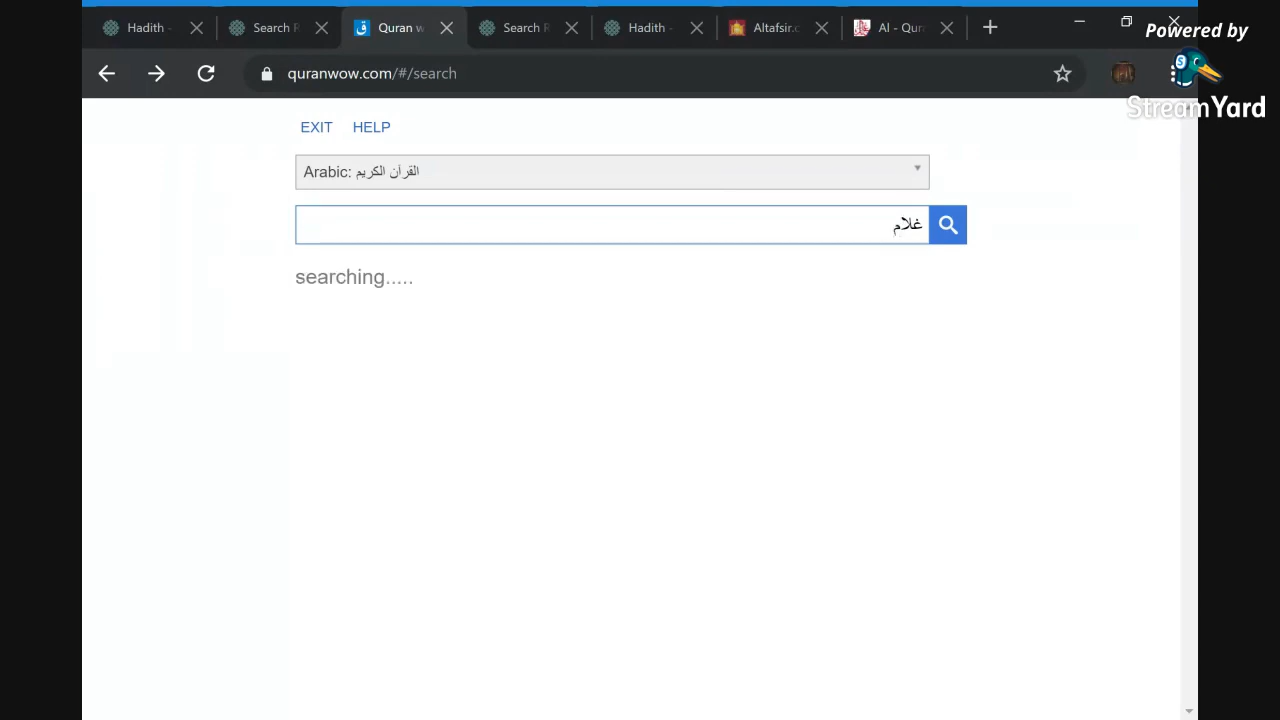 Hadith -
Search R
Quran w
Search R
Hadith -
Altafsir.c
Al - Qur
Powered by
quranwow.com/#/search
StreamYard
EXIT HELP
Arabic: القرآن الكريم
غلام
searching.....